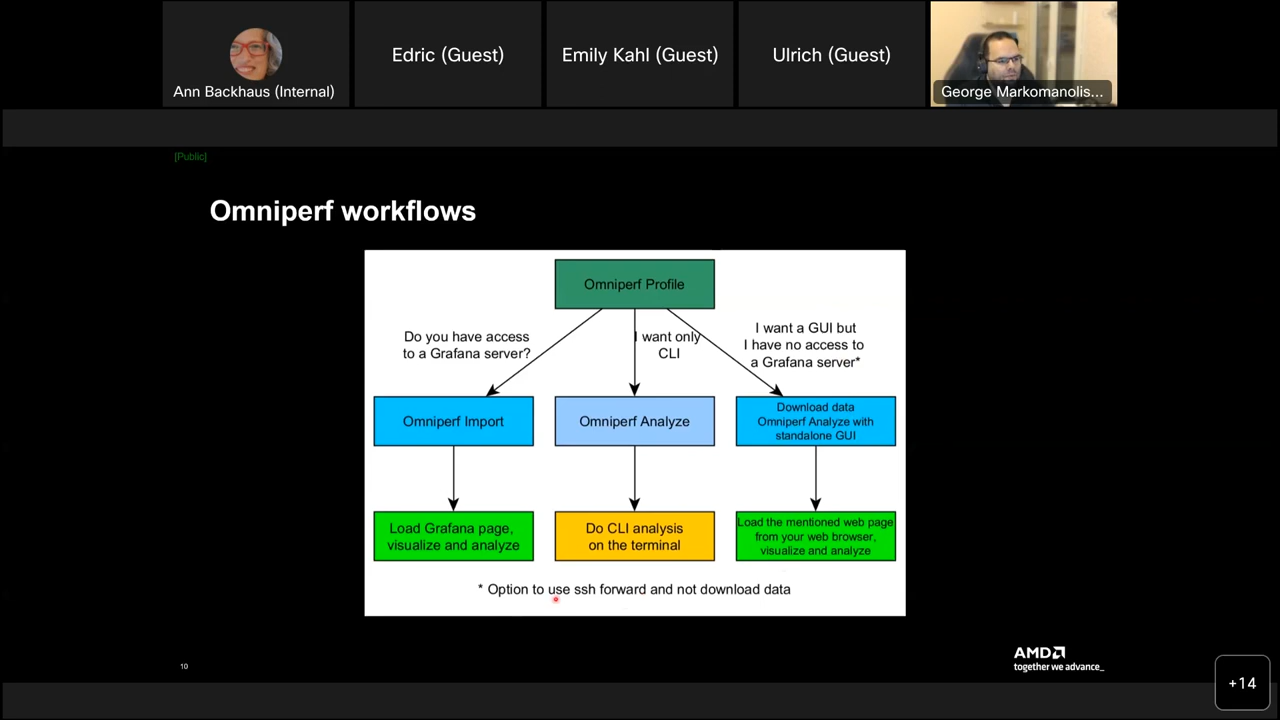 Ann Backhaus (Internal)
Edric (Guest)
Emily Kahl (Guest)
Ulrich (Guest)
George Markomanolis...
[Public]
Omniperf workflows
Omniperf Profile
Do you have access
to a Grafana server?
I want only
CLI
I want a GUI but
I have no access to
a Grafana server*
Omniperf Import
Omniperf Analyze
Download data
Omniperf Analyze with
standalone GUI
Load Grafana page,
visualize and analyze
Do CLI analysis
on the terminal
Load the mentioned web page
from your web browser,
visualize and analyze
* Option to use ssh forward and not download data
10
AMD
together we advance_
+14